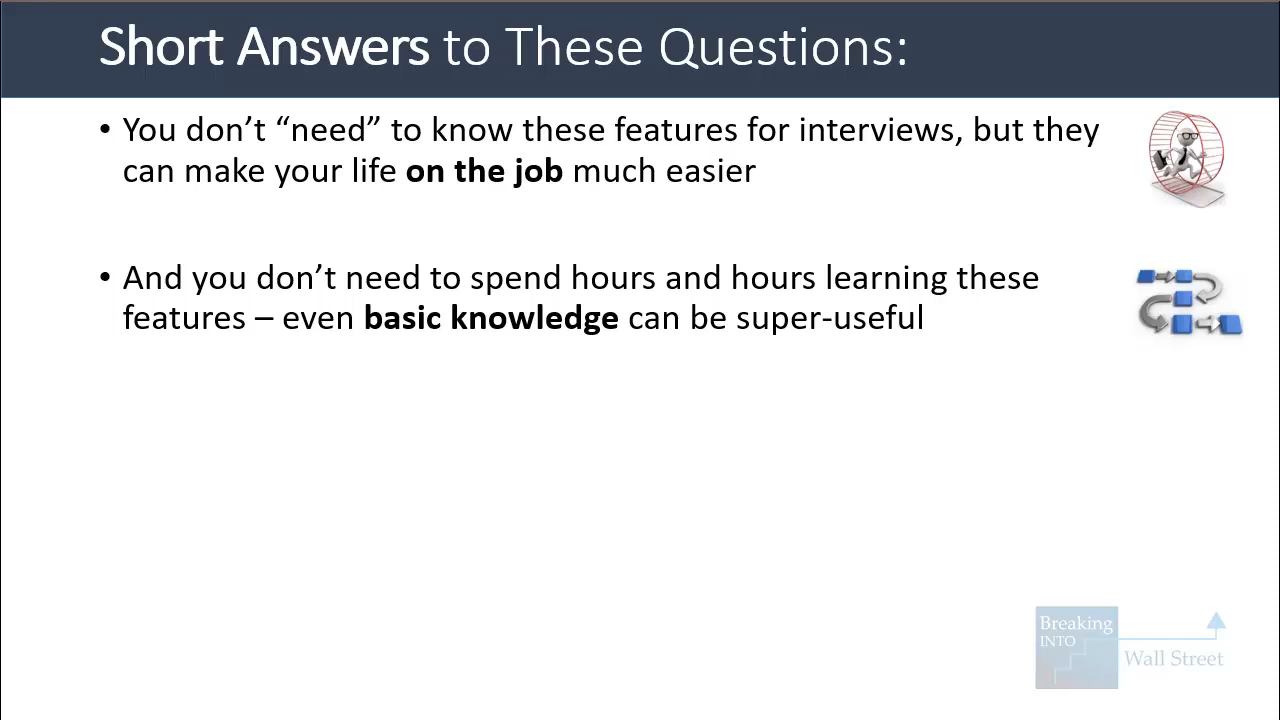 Short Answers to These Questions:
• You don’t “need” to know these features for interviews, but they
can make your life on the job much easier
• And you don’t need to spend hours and hours learning these
features – even basic knowledge can be super-useful
Breaking
INTO
Wall Street